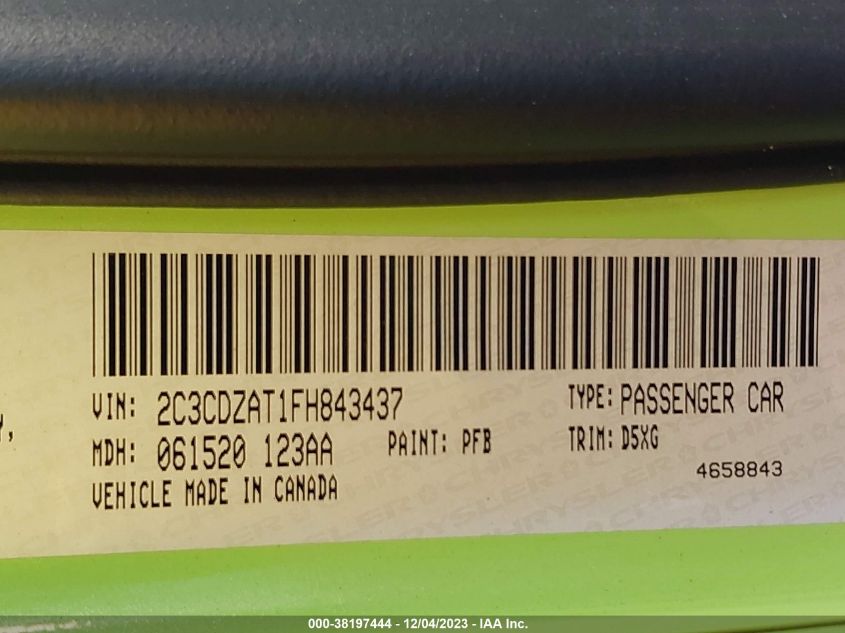 VIN: 2C3CDZAT1FH843437 TYPE: PASSENGER CAR
Y, MDH: 061520 123AA PAINT: PFB TRIM: D5XG
VEHICLE MADE IN CANADA 4658843
000-38197444 - 12/04/2023 - IAA Inc.